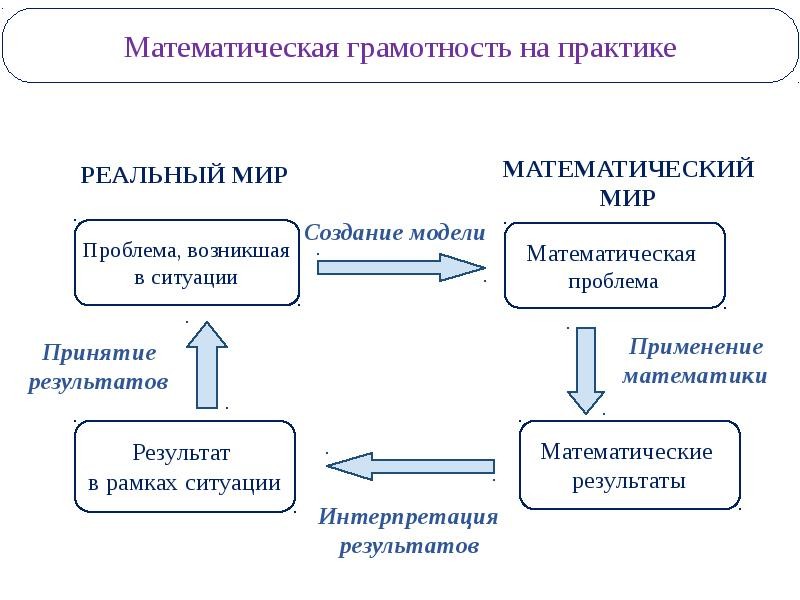 Математическая грамотность на практике
РЕАЛЬНЫЙ МИР
МАТЕМАТИЧЕСКИЙ
МИР
Проблема, возникшая
в ситуации
Создание модели
Математическая
проблема
Принятие
результатов
Применение
математики
Результат
в рамках ситуации
Математические
результаты
Интерпретация
результатов